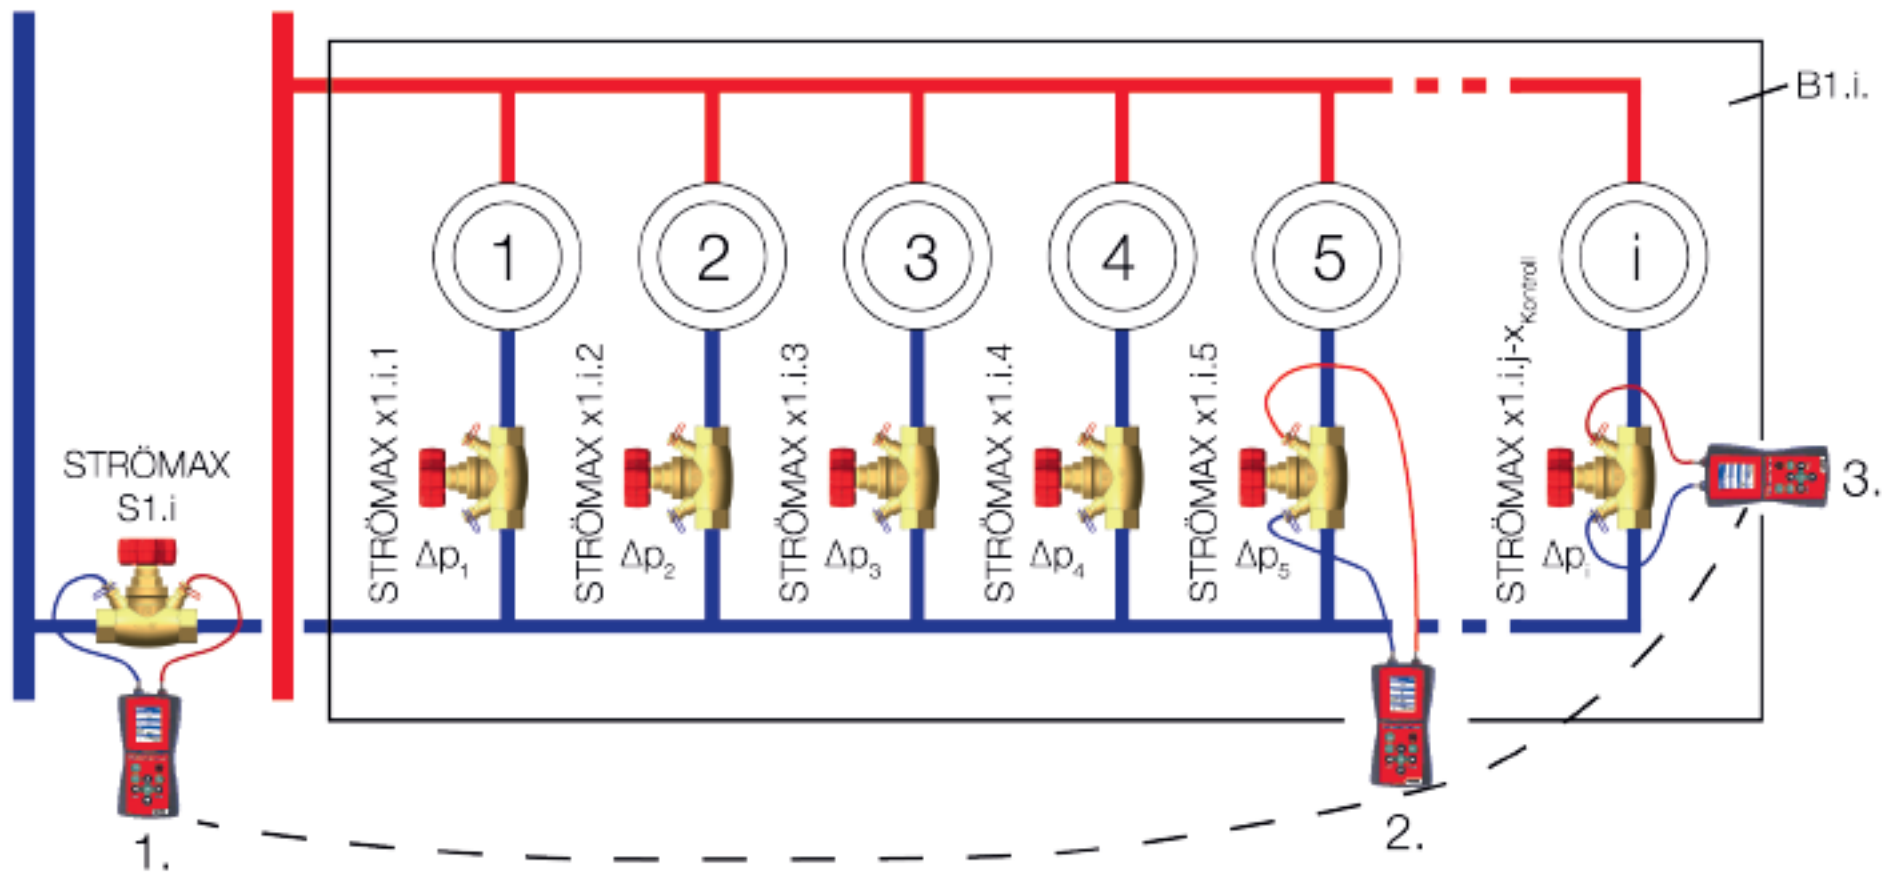 B1.i.
1
2
3
4
5
i
STRÖMAX x1.i.1
STRÖMAX x1.i.2
STRÖMAX x1.i.3
STRÖMAX x1.i.4
STRÖMAX x1.i.5
STRÖMAX x1.i.j-xKontroll
STRÖMAX
S1.i
3.
Δp1
Δp2
Δp3
Δp4
Δp5
Δpi
1.
2.